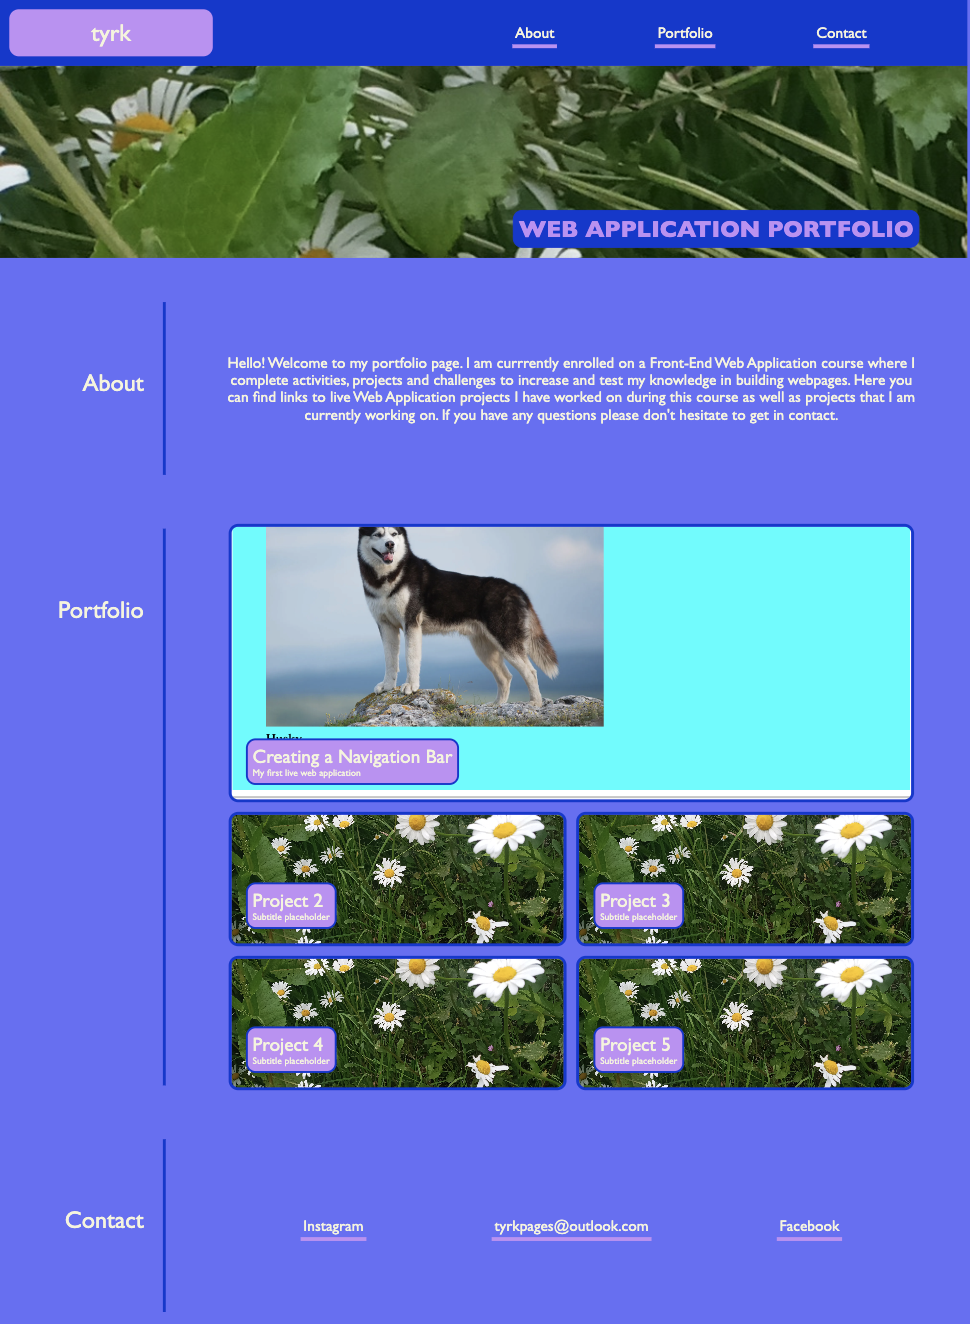 tyrk
About
Portfolio
Contact
WEB APPLICATION PORTFOLIO
About
Hello! Welcome to my portfolio page. I am currrently enrolled on a Front-End Web Application course where I
complete activities, projects and challenges to increase and test my knowledge in building webpages. Here you
can find links to live Web Application projects I have worked on during this course as well as projects that I am
currently working on. If you have any questions please don't hesitate to get in contact.
Portfolio
Husky
Creating a Navigation Bar
My first live web application
Project 2
Subtitle placeholder
Project 3
Subtitle placeholder
Project 4
Subtitle placeholder
Project 5
Subtitle placeholder
Contact
Instagram
tyrkpages@outlook.com
Facebook